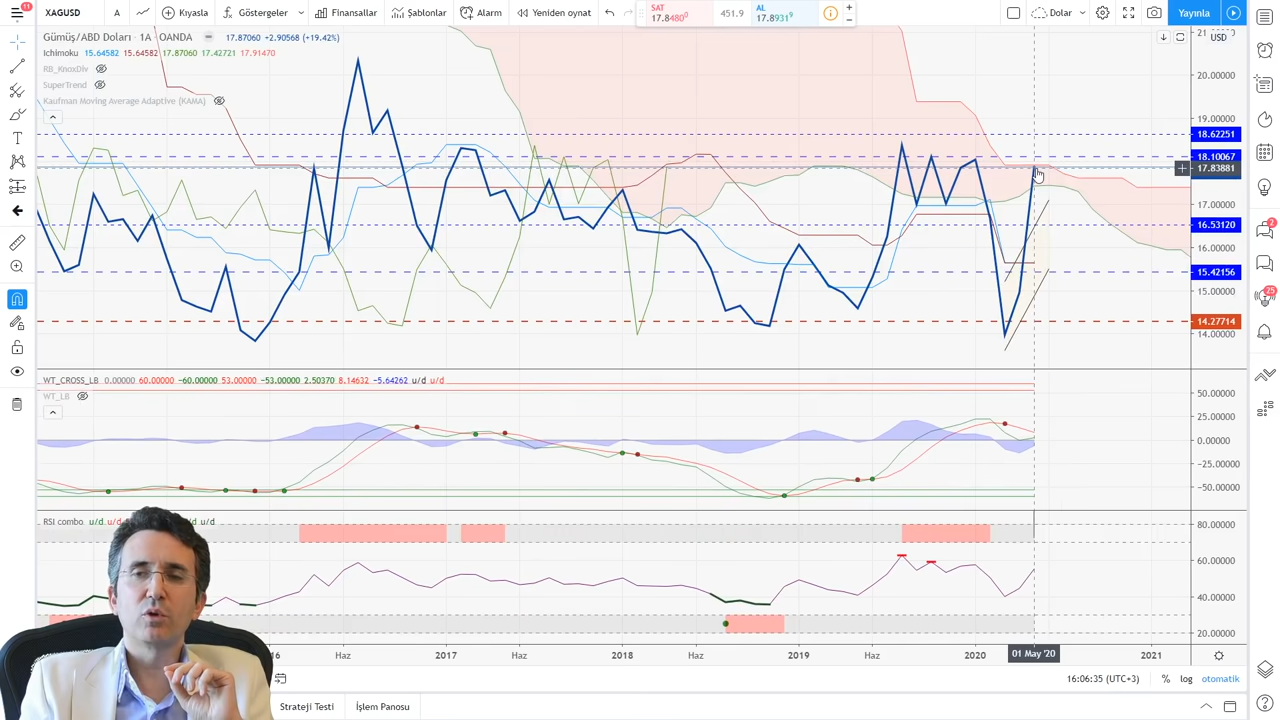 11
XAGUSD
A
Kıyasla
Göstergeler
Finansallar
Şablonlar
Alarm
Yeniden oynat
SAT
17.8480⁰
451.9
AL
17.8931⁹
Dolar
Yayınla
Gümüş/ABD Doları · 1A · OANDA
17.87060 +2.90568 (+19.42%)
Ichimoku 15.64582 15.64582 17.87060 17.42721 17.91470
RB_KnoxDiv
SuperTrend
Kaufman Moving Average Adaptive (KAMA)
USD
20.00000
19.00000
18.62251
18.10067
17.83881
17.00000
16.53120
16.00000
15.42156
15.00000
14.27714
14.00000
2
25
WT_CROSS_LB 0.00000 60.00000 −60.00000 53.00000 −53.00000 2.50370 8.14632 −5.64262 u/d u/d
WT_LB
50.00000
25.00000
0.00000
−25.00000
−50.00000
RSI combo u/d u/d
u/d
80.00000
60.00000
40.00000
20.00000
Haz 2017 Haz 2018 Haz 2019 Haz 2020 01 May '20 2021
16:06:35 (UTC+3)
%
log
otomatik
Strateji Testi
İşlem Panosu